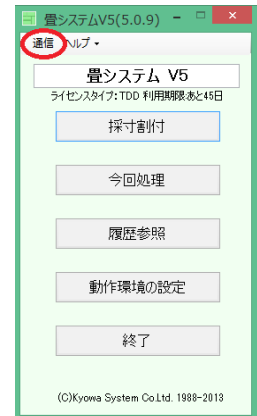 畳システムV5(5.0.9)
通信 ヘルプ
畳システム V5
ライセンスタイプ:TDD 利用期限あと45日
採寸割付
今回処理
履歴参照
動作環境の設定
終了
(C)Kyowa System Co.Ltd. 1988-2013